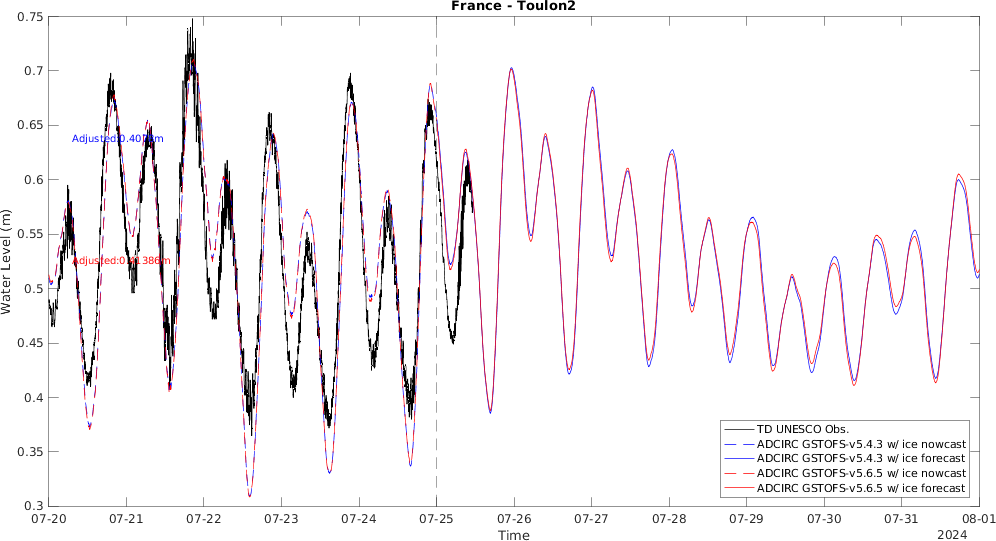 France - Toulon2
Water Level (m)
0.75
0.7
0.65
0.6
0.55
0.5
0.45
0.4
0.35
0.3
TD UNESCO Obs.
ADCIRC GSTOFS-v5.4.3 w/ ice nowcast
ADCIRC GSTOFS-v5.4.3 w/ ice forecast
ADCIRC GSTOFS-v5.6.5 w/ ice nowcast
ADCIRC GSTOFS-v5.6.5 w/ ice forecast
07-20 07-21 07-22 07-23 07-24 07-25 07-26 07-27 07-28 07-29 07-30 07-31 08-01
Time
2024